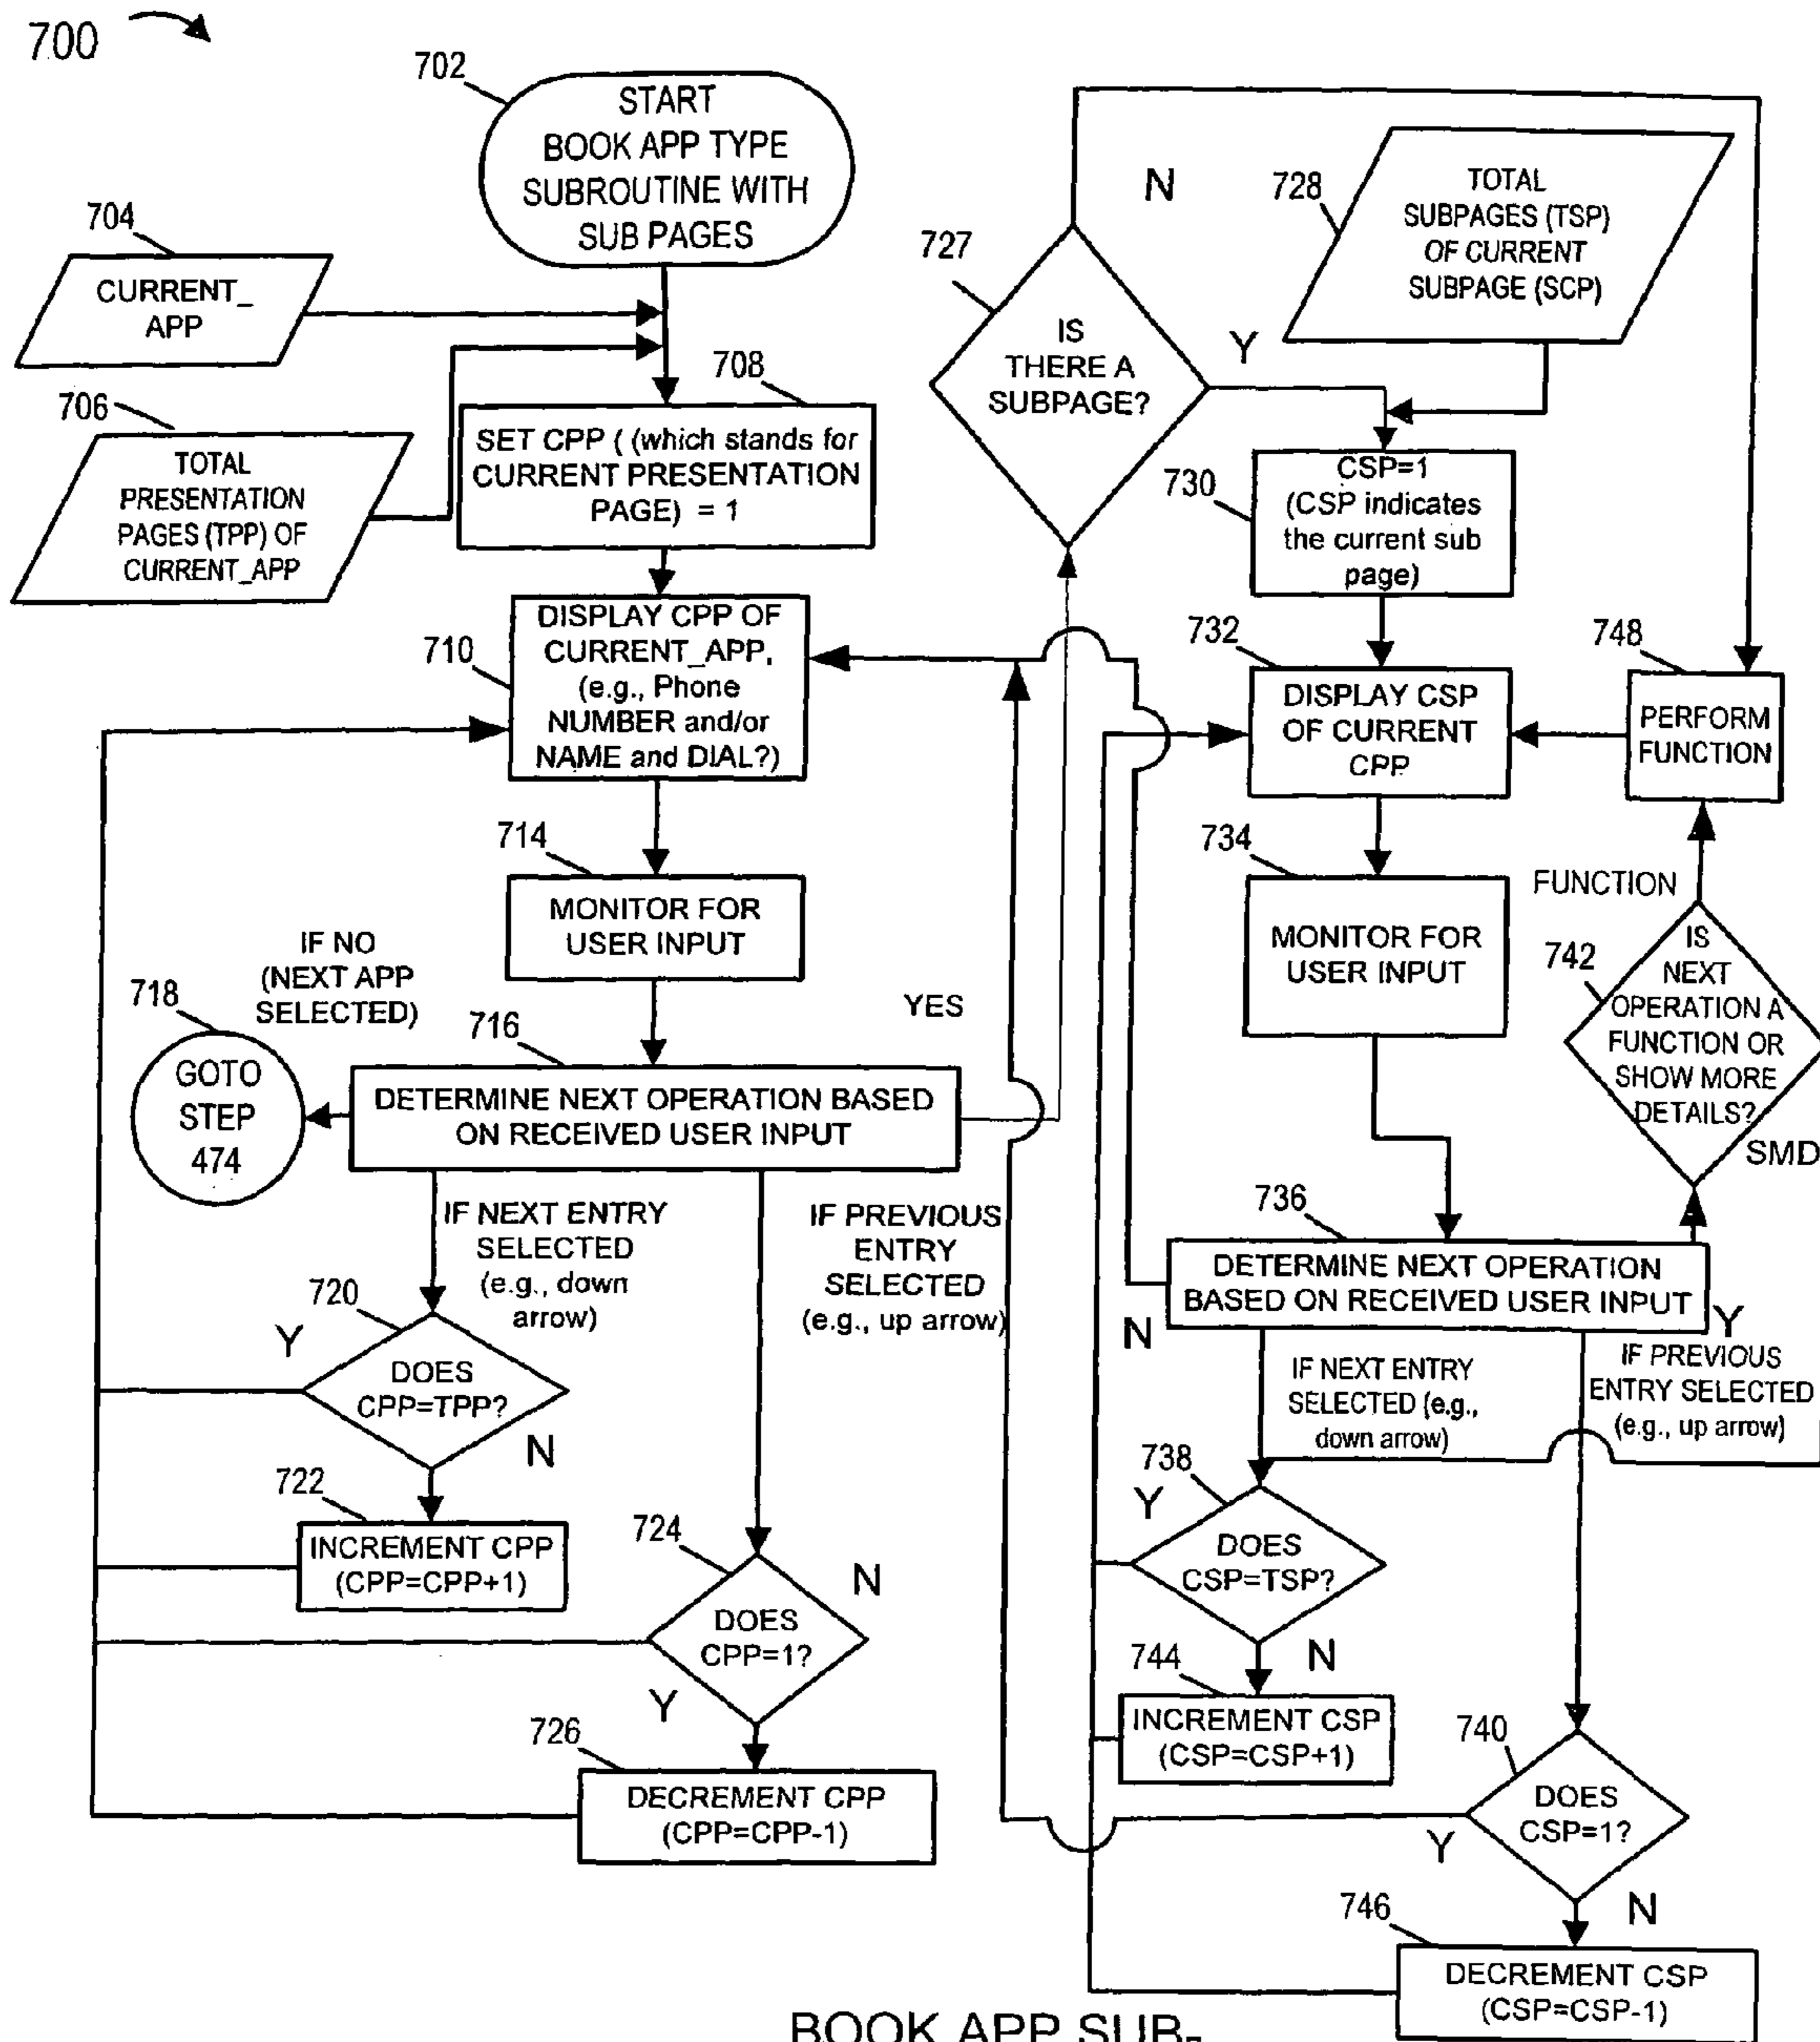 700
702
START
BOOK APP TYPE
SUBROUTINE WITH
SUB PAGES
704
CURRENT_
APP
706
TOTAL
PRESENTATION
PAGES (TPP) OF
CURRENT_APP
708
SET CPP ( (which stands for
CURRENT PRESENTATION
PAGE) = 1
710
DISPLAY CPP OF
CURRENT_APP,
(e.g., Phone
NUMBER and/or
NAME and DIAL?)
714
MONITOR FOR
USER INPUT
IF NO
(NEXT APP
SELECTED)
718
GOTO
STEP
474
716
YES
DETERMINE NEXT OPERATION BASED
ON RECEIVED USER INPUT
IF NEXT ENTRY
SELECTED
(e.g., down
arrow)
IF PREVIOUS
ENTRY
SELECTED
(e.g., up arrow)
720
Y
DOES
CPP=TPP?
N
722
INCREMENT CPP
(CPP=CPP+1)
724
N
DOES
CPP=1?
Y
726
DECREMENT CPP
(CPP=CPP-1)
727
N
IS
THERE A
SUBPAGE?
Y
728
TOTAL
SUBPAGES (TSP)
OF CURRENT
SUBPAGE (SCP)
730
CSP=1
(CSP indicates
the current sub
page)
732
DISPLAY CSP
OF CURRENT
CPP
748
PERFORM
FUNCTION
734
MONITOR FOR
USER INPUT
FUNCTION
742
IS
NEXT
OPERATION A
FUNCTION OR
SHOW MORE
DETAILS?
SMD
736
DETERMINE NEXT OPERATION
BASED ON RECEIVED USER INPUT
N
Y
IF NEXT ENTRY
SELECTED (e.g.,
down arrow)
IF PREVIOUS
ENTRY SELECTED
(e.g., up arrow)
738
Y
DOES
CSP=TSP?
N
744
INCREMENT CSP
(CSP=CSP+1)
740
DOES
CSP=1?
Y
N
746
DECREMENT CSP
(CSP=CSP-1)
BOOK APP SUB-